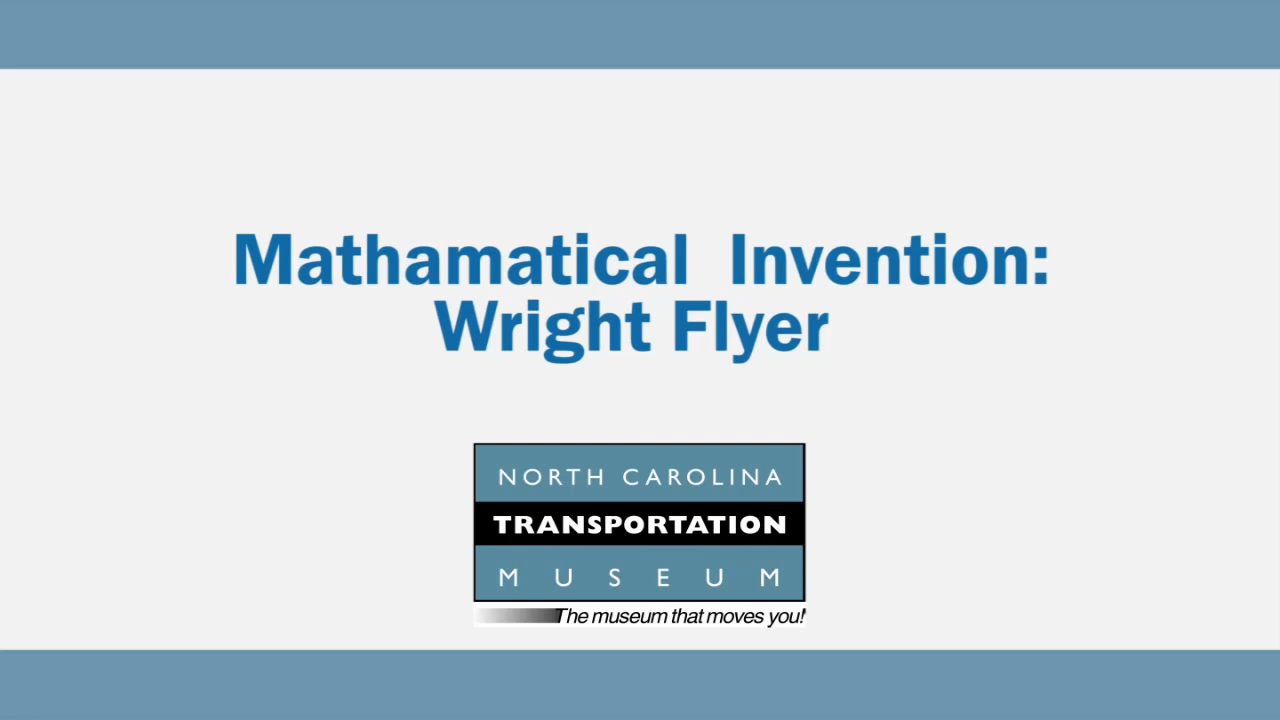 Mathamatical Invention:
Wright Flyer
NORTH CAROLINA
TRANSPORTATION
MUSEUM
The museum that moves you!